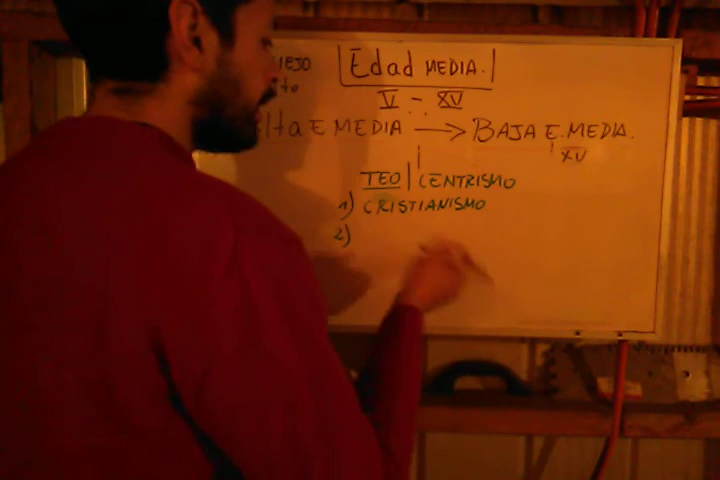 Edad MEDIA.
V - XV
lta E MEDIA → BAJA E. MEDIA.
XV
TEO | CENTRISMO
1) CRISTIANISMO.
2)